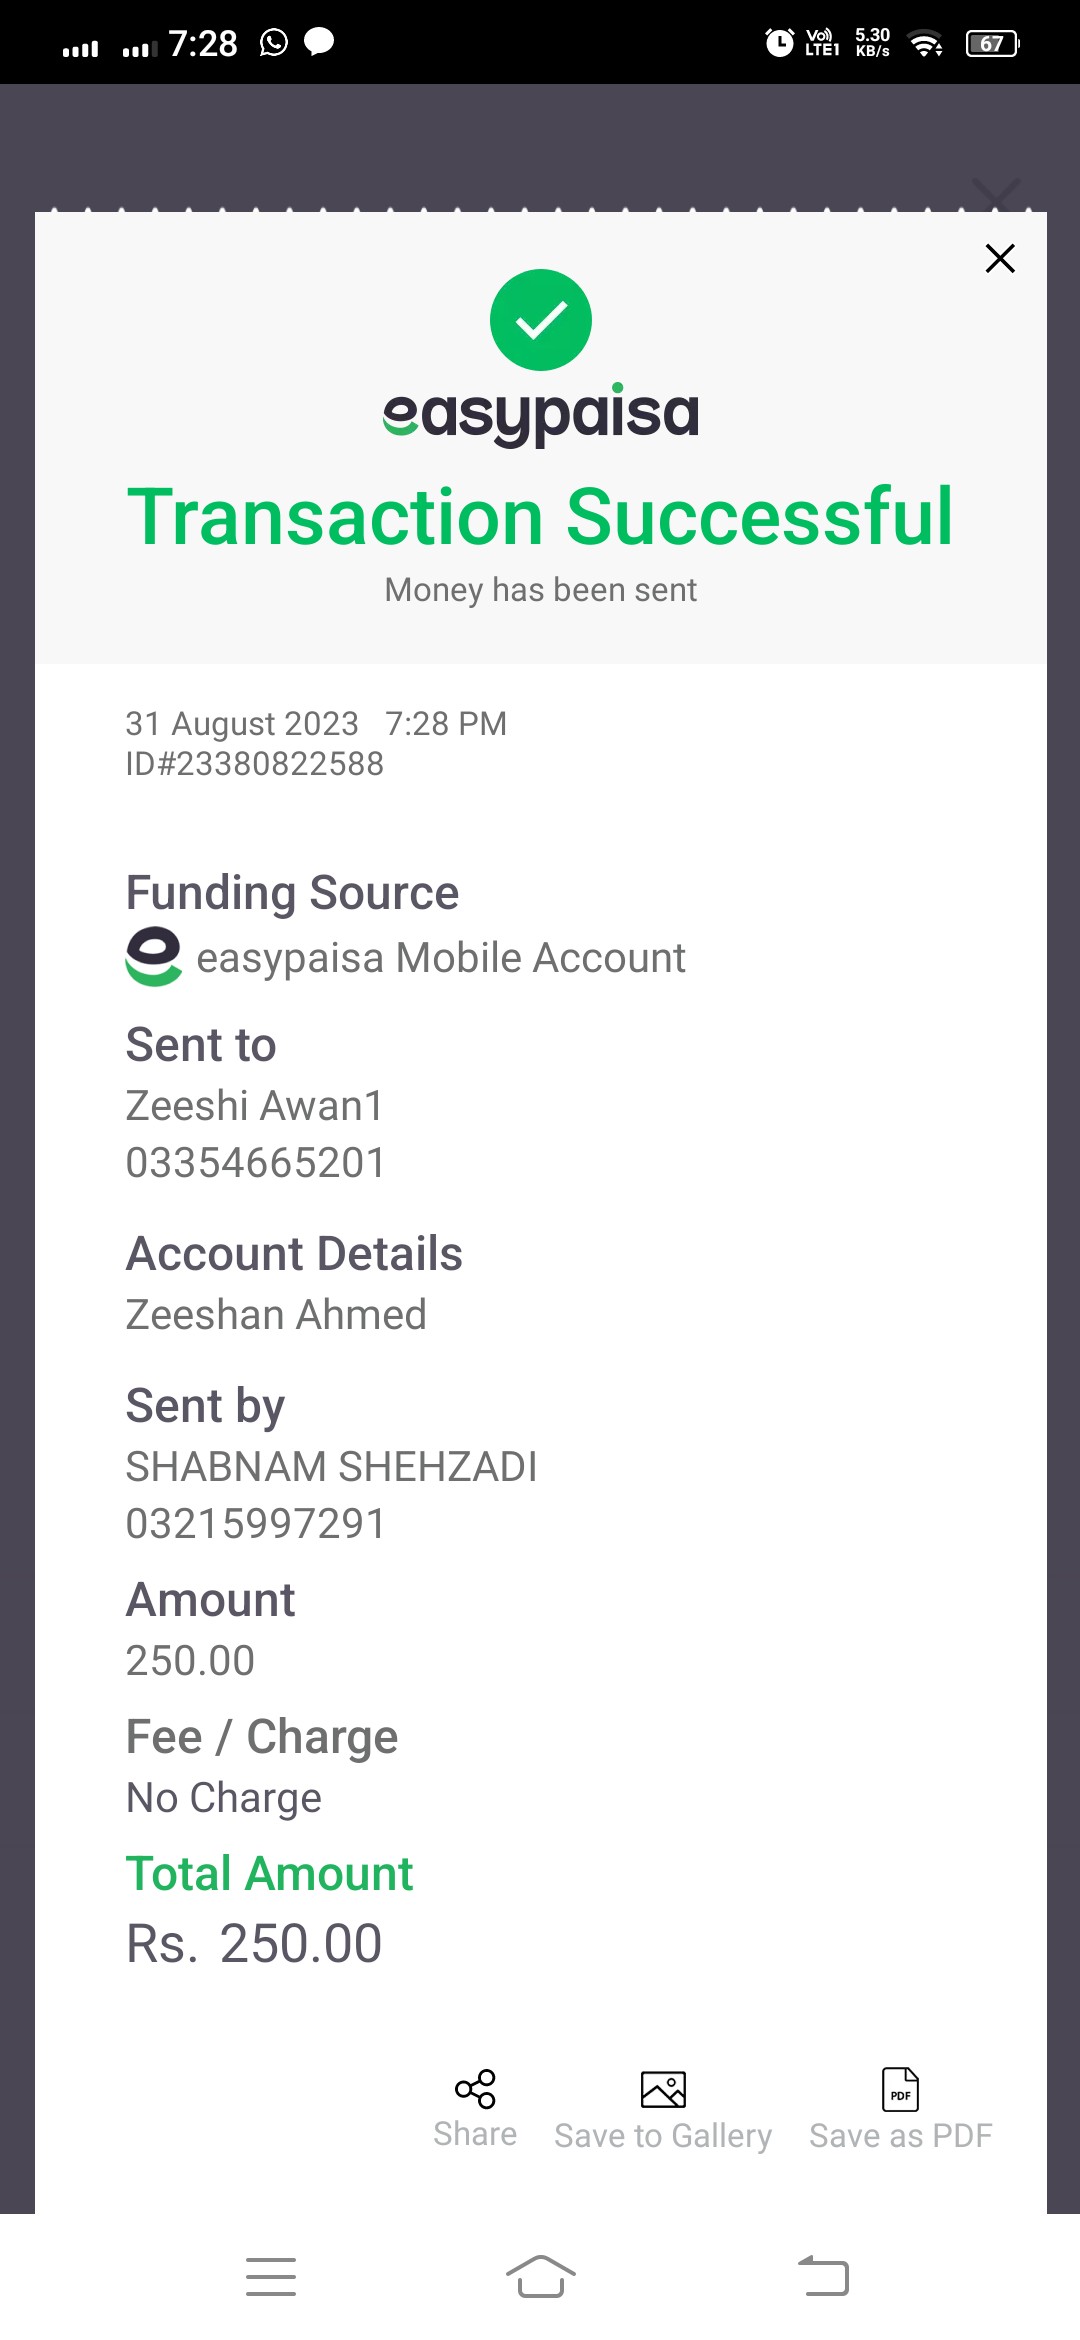 7:28
Vo))
LTE1
5.30
KB/s
67
easypaisa
Transaction Successful
Money has been sent
31 August 2023 7:28 PM
ID#23380822588
Funding Source
easypaisa Mobile Account
Sent to
Zeeshi Awan1
03354665201
Account Details
Zeeshan Ahmed
Sent by
SHABNAM SHEHZADI
03215997291
Amount
250.00
Fee / Charge
No Charge
Total Amount
Rs. 250.00
PDF
Share Save to Gallery Save as PDF